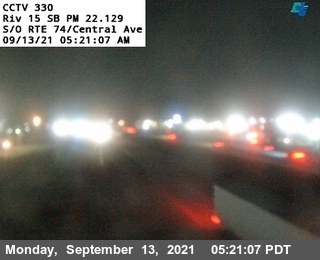 CCTV 330
Riv 15 SB PM 22.129
S/O RTE 74/Central Ave
09/13/21 05:21:07 AM
Monday, September 13, 2021 05:21:07 PDT